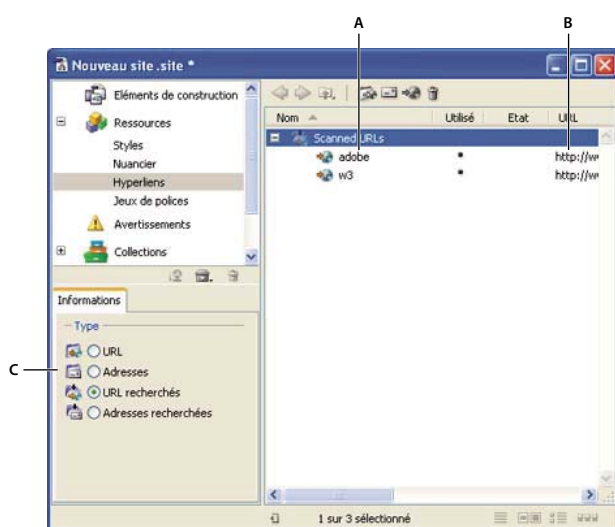 A B
Nouveau site.site *
Eléments de construction
Ressources
Styles
Nuancier
Hyperliens
Jeux de polices
Avertissements
Collections
Nom Utilisé Etat URL
Scanned URLs
adobe http://w
w3 http://w
Informations
Type
C
URL
Adresses
URL recherchés
Adresses recherchées
1 sur 3 sélectionné